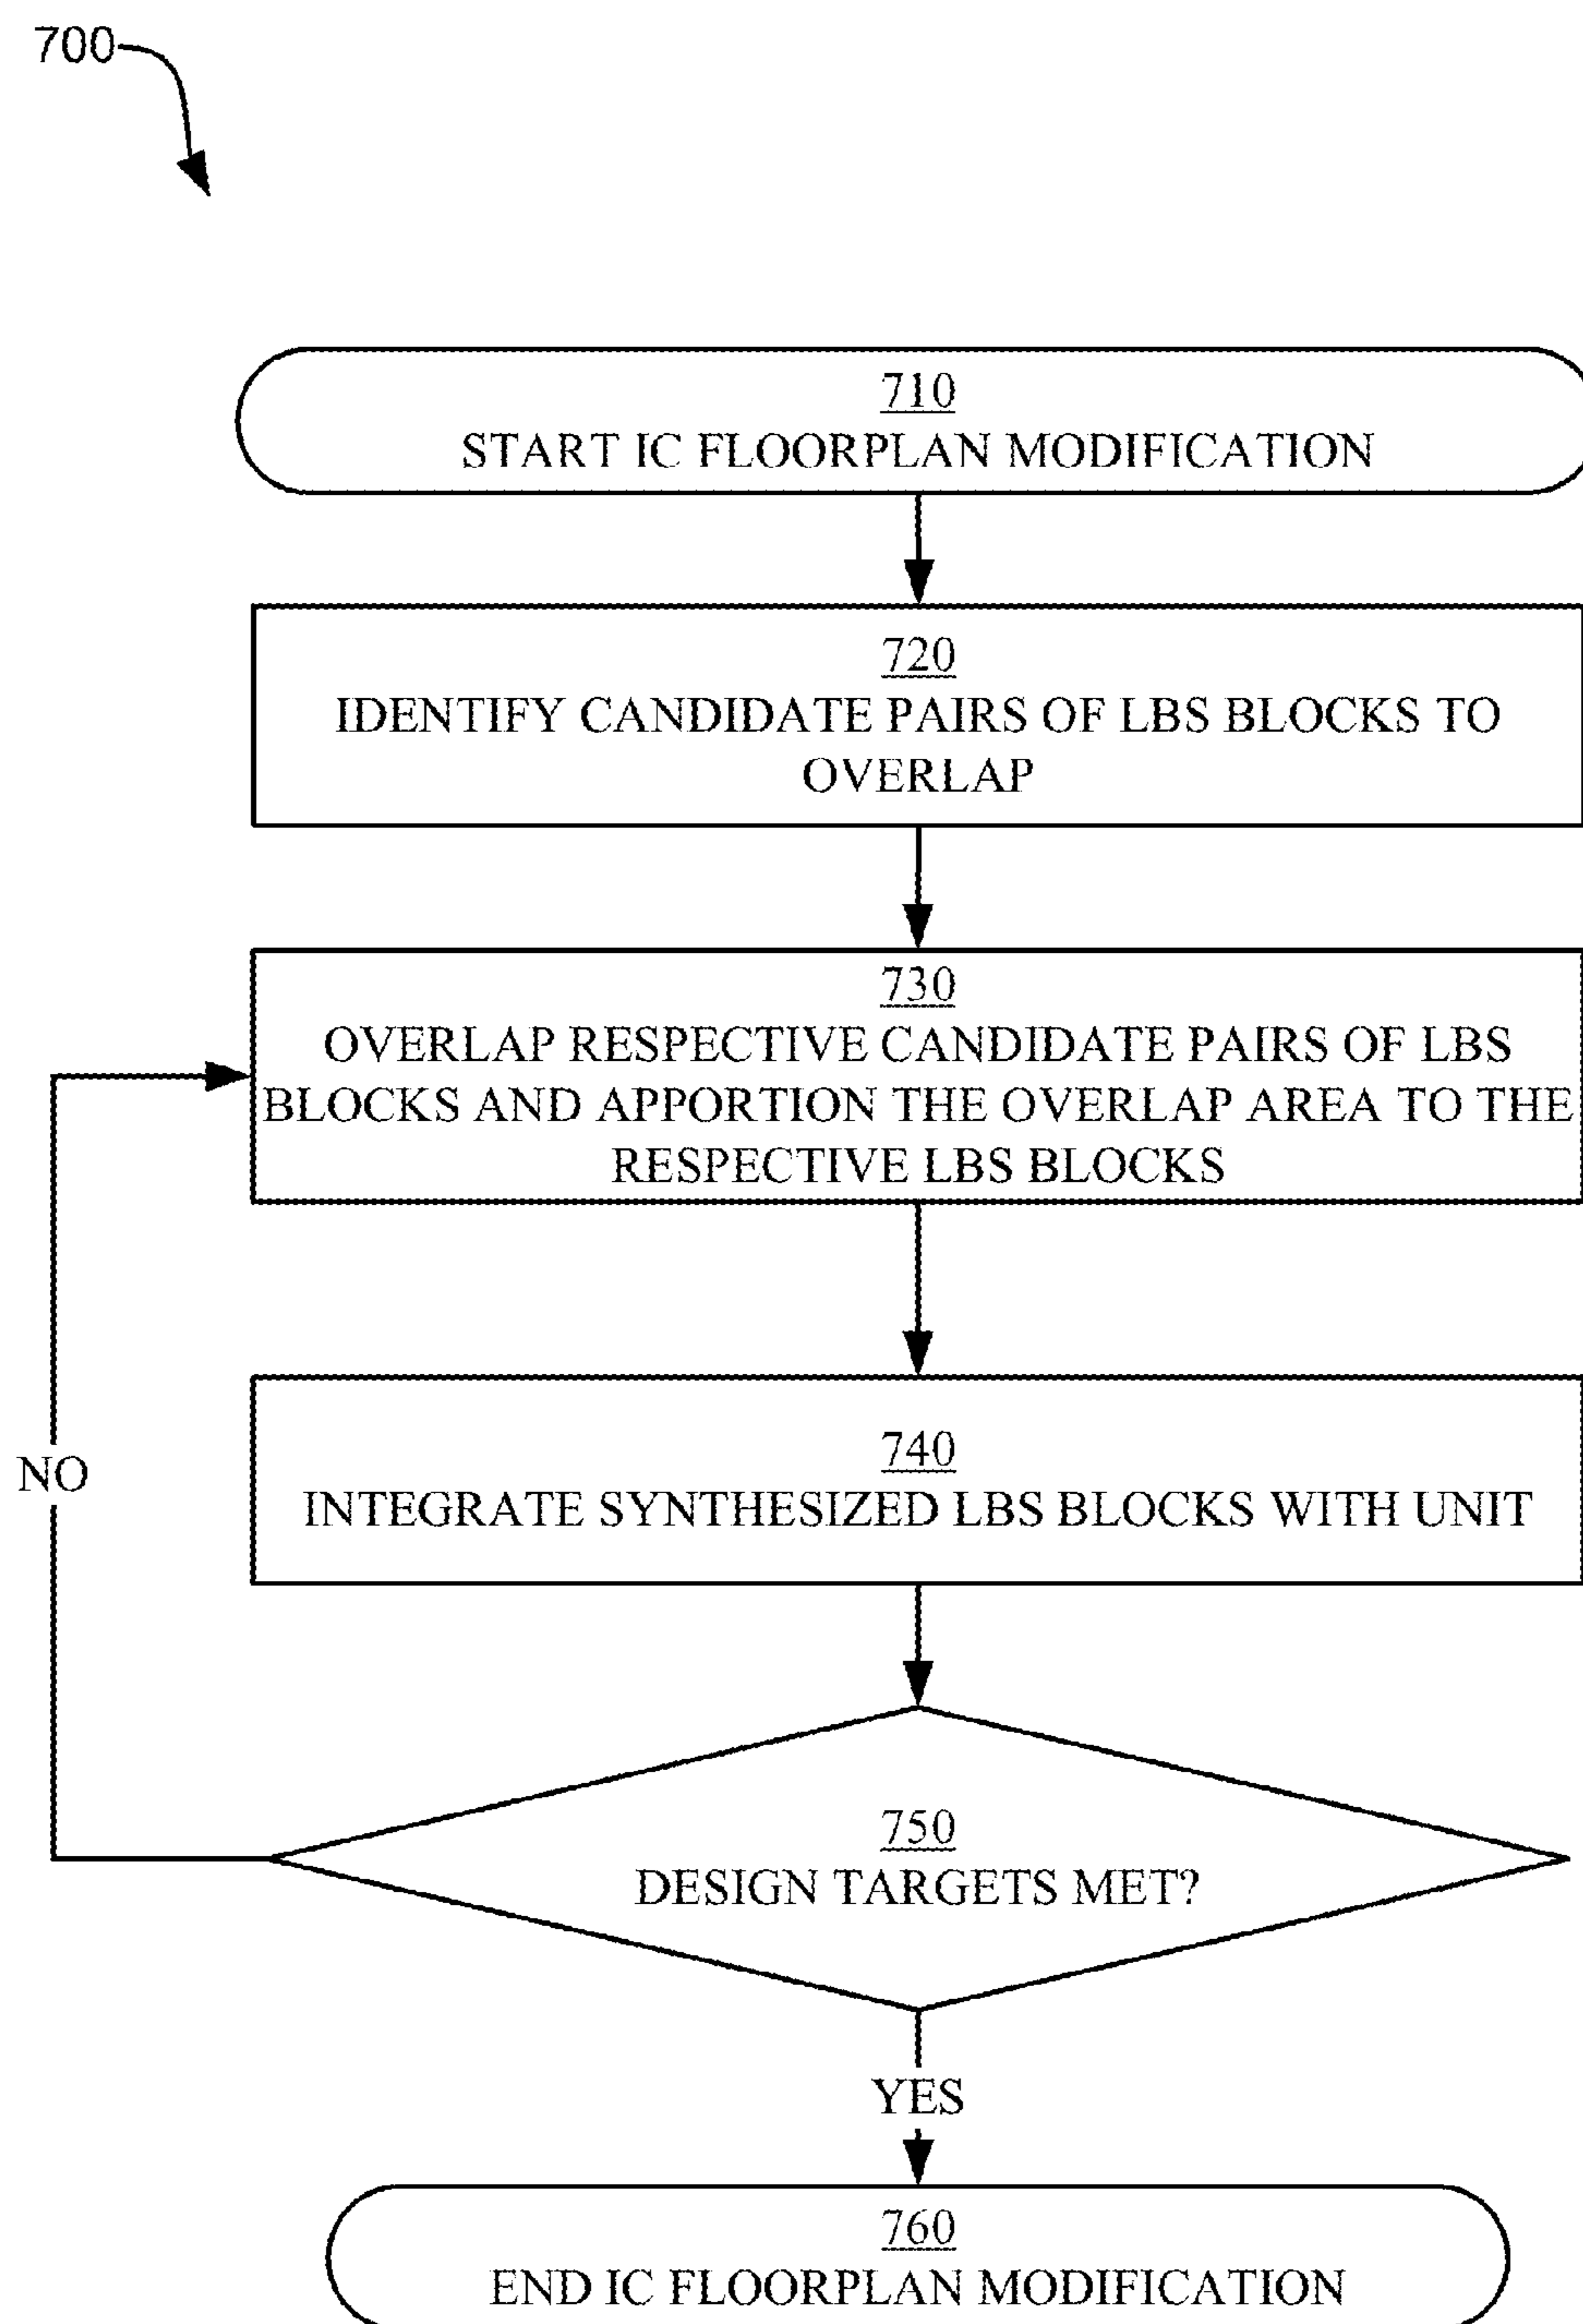 700
710
START IC FLOORPLAN MODIFICATION
720
IDENTIFY CANDIDATE PAIRS OF LBS BLOCKS TO
OVERLAP
730
OVERLAP RESPECTIVE CANDIDATE PAIRS OF LBS
BLOCKS AND APPORTION THE OVERLAP AREA TO THE
RESPECTIVE LBS BLOCKS
740
INTEGRATE SYNTHESIZED LBS BLOCKS WITH UNIT
NO
750
DESIGN TARGETS MET?
YES
760
END IC FLOORPLAN MODIFICATION